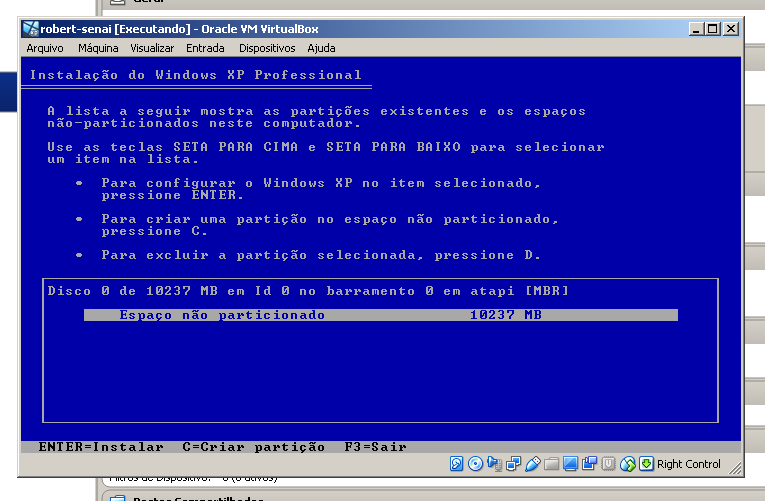 Geral
robert-senai [Executando] - Oracle VM VirtualBox
Arquivo Máquina Visualizar Entrada Dispositivos Ajuda
Instalação do Windows XP Professional
A lista a seguir mostra as partições existentes e os espaços
não-particionados neste computador.
Use as teclas SETA PARA CIMA e SETA PARA BAIXO para selecionar
um item na lista.
• Para configurar o Windows XP no item selecionado,
pressione ENTER.
• Para criar uma partição no espaço não particionado,
pressione C.
• Para excluir a partição selecionada, pressione D.
Disco 0 de 10237 MB em Id 0 no barramento 0 em atapi [MBR]
Espaço não particionado 10237 MB
ENTER=Instalar C=Criar partição F3=Sair
Right Control
Filtros de Dispositivo: 0 (0 ativos)
Pastas Compartilhadas